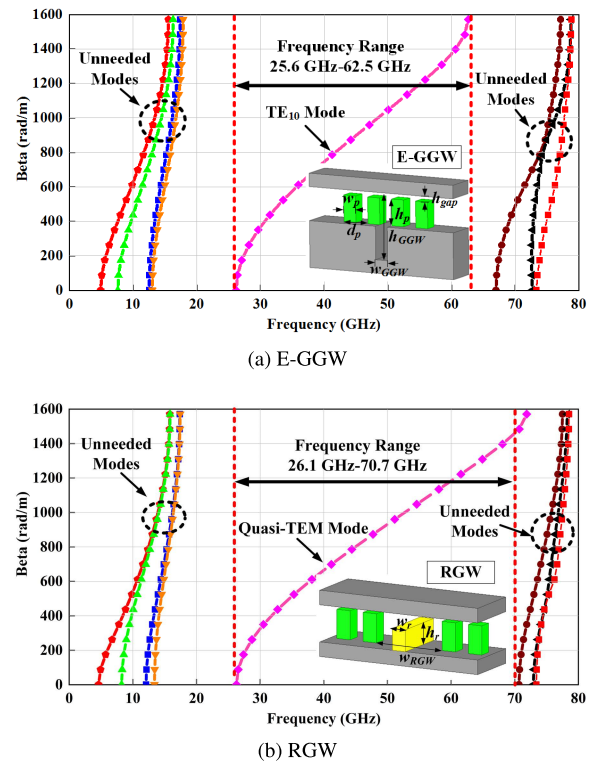 1600
1400
1200
1000
800
600
400
200
0
Beta (rad/m)
Unneeded
Modes
Frequency Range
25.6 GHz-62.5 GHz
TE10 Mode
Unneeded
Modes
E-GGW
wp
hp
dp
hgap
hGGW
wGGW
0 10 20 30 40 50 60 70 80
Frequency (GHz)
(a) E-GGW
1600
1400
1200
1000
800
600
400
200
0
Beta (rad/m)
Unneeded
Modes
Frequency Range
26.1 GHz-70.7 GHz
Quasi-TEM Mode
Unneeded
Modes
RGW
wr
hr
wRGW
0 10 20 30 40 50 60 70 80
Frequency (GHz)
(b) RGW